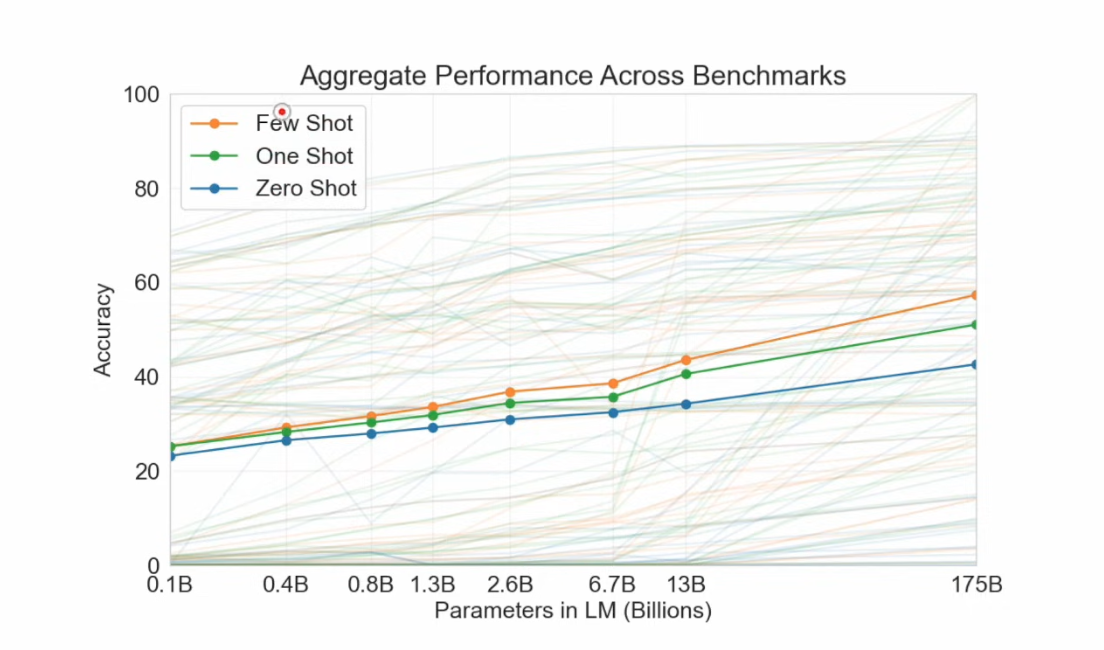 Aggregate Performance Across Benchmarks
100
80
60
40
20
0
Accuracy
Few Shot
One Shot
Zero Shot
0.1B 0.4B 0.8B 1.3B 2.6B 6.7B 13B 175B
Parameters in LM (Billions)